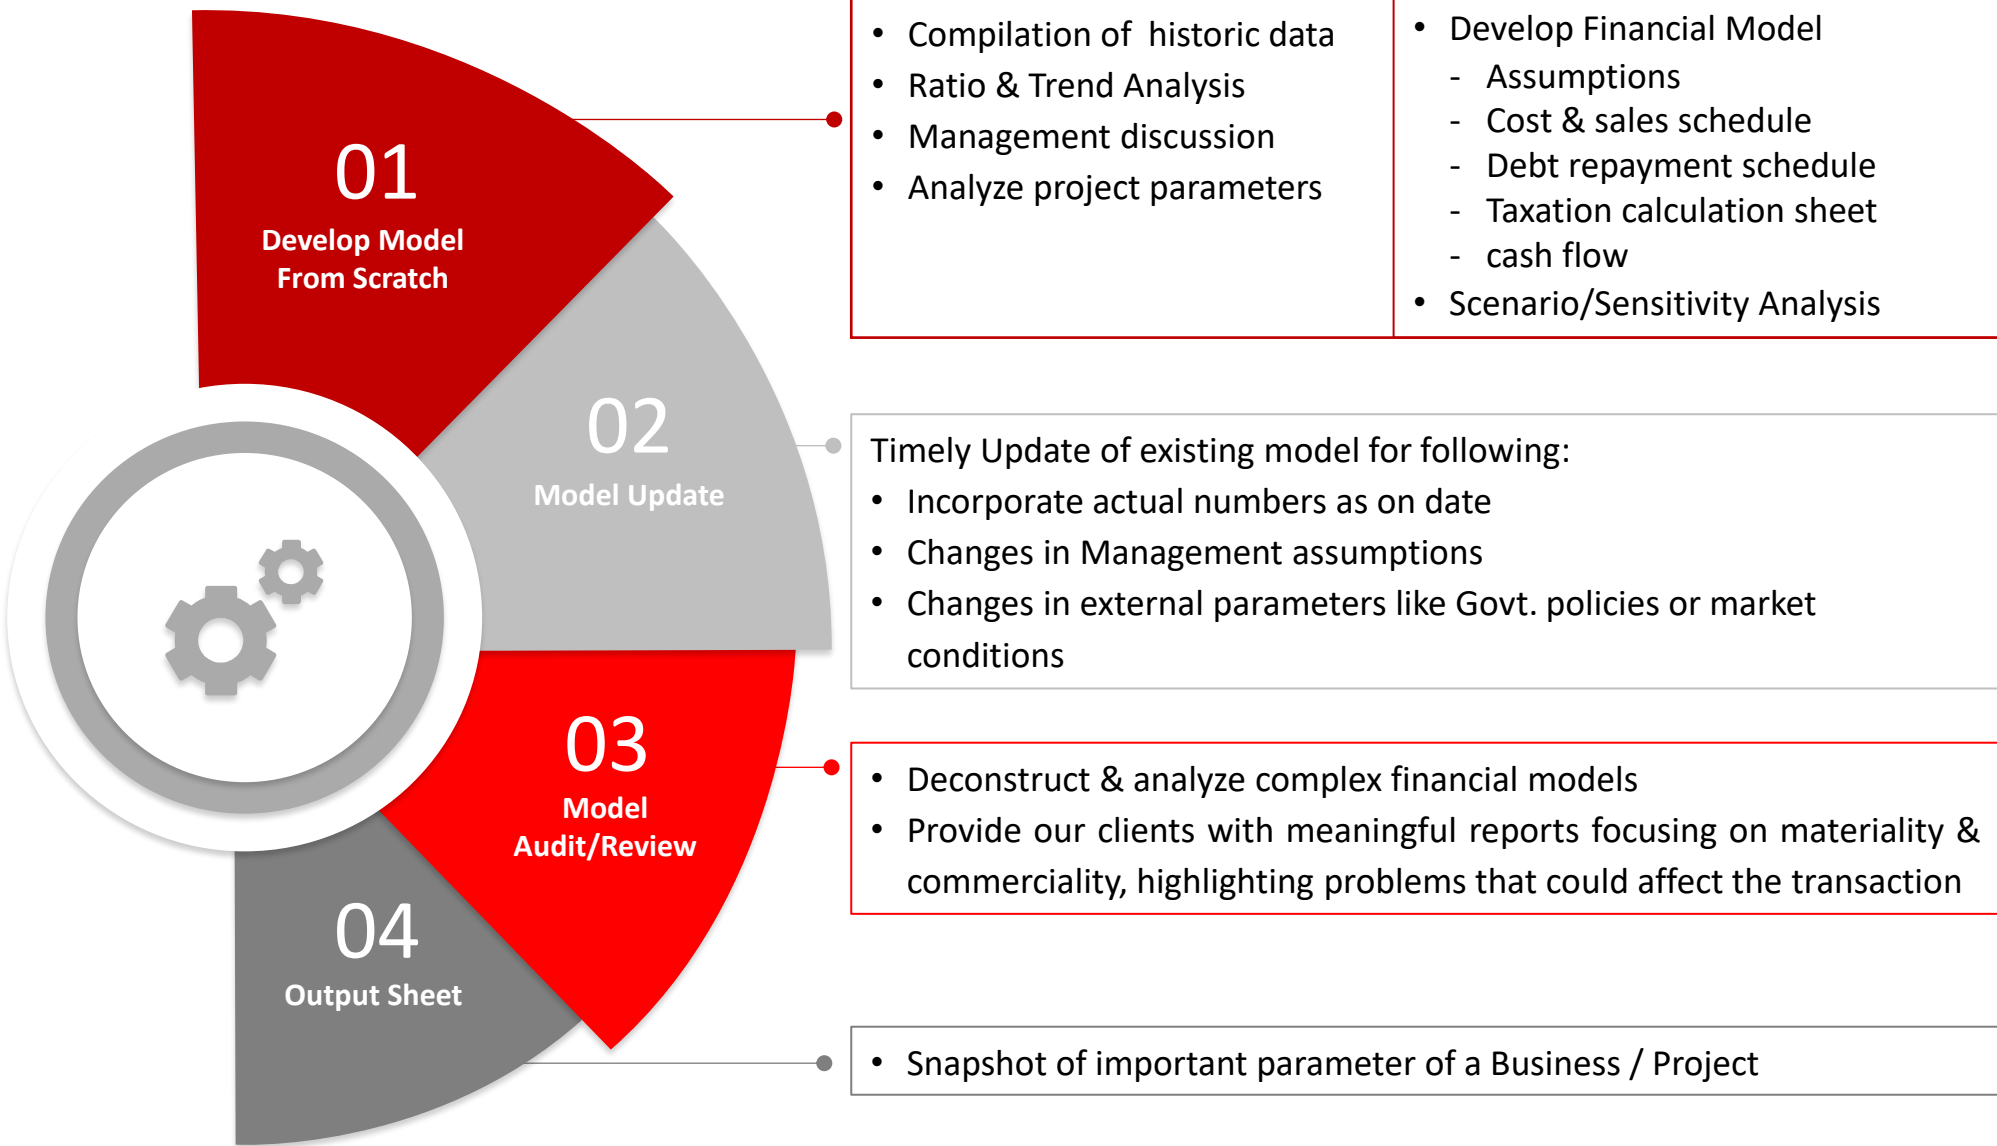 01
Develop Model
From Scratch
• Compilation of historic data
• Ratio & Trend Analysis
• Management discussion
• Analyze project parameters
• Develop Financial Model
- Assumptions
- Cost & sales schedule
- Debt repayment schedule
- Taxation calculation sheet
- cash flow
• Scenario/Sensitivity Analysis
02
Model Update
Timely Update of existing model for following:
• Incorporate actual numbers as on date
• Changes in Management assumptions
• Changes in external parameters like Govt. policies or market
conditions
03
Model
Audit/Review
• Deconstruct & analyze complex financial models
• Provide our clients with meaningful reports focusing on materiality &
commerciality, highlighting problems that could affect the transaction
04
Output Sheet
• Snapshot of important parameter of a Business / Project